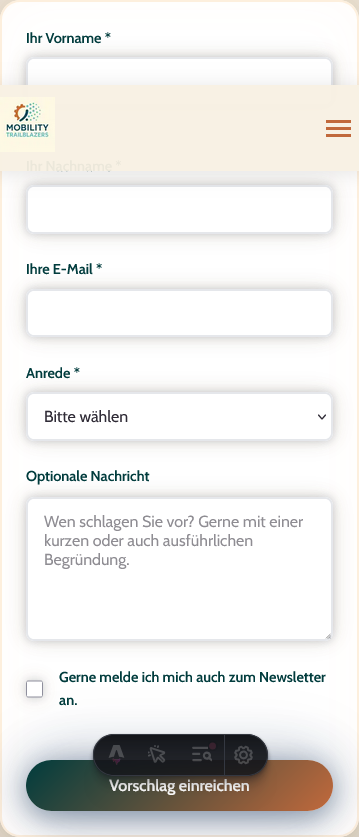 Ihr Vorname *
MOBILITY
TRAILBLAZERS
Ihr Nachname *
Ihre E-Mail *
Anrede *
Bitte wählen
Optionale Nachricht
Wen schlagen Sie vor? Gerne mit einer
kurzen oder auch ausführlichen
Begründung.
Gerne melde ich mich auch zum Newsletter
an.
Vorschlag einreichen